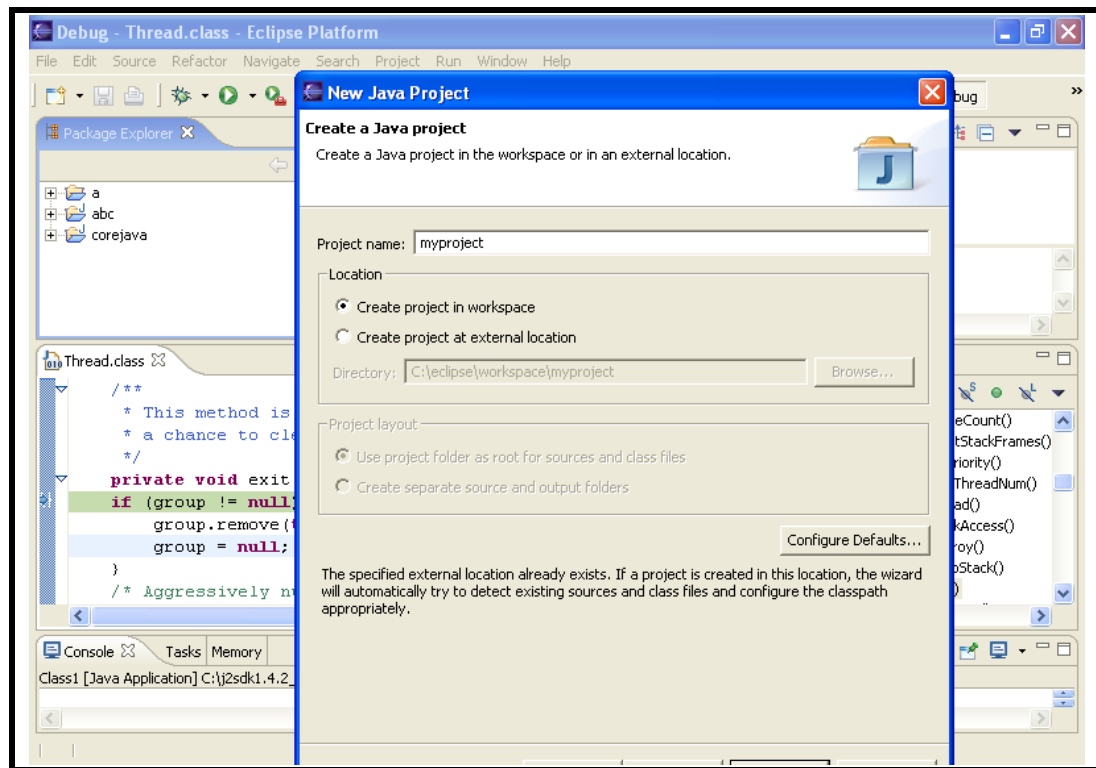 Debug - Thread.class - Eclipse Platform
File Edit Source Refactor Navigate Search Project Run Window Help
bug
»
Package Explorer
a
abc
corejava
New Java Project
Create a Java project
Create a Java project in the workspace or in an external location.
J
Project name: myproject
Location
Create project in workspace
Create project at external location
Directory: C:\eclipse\workspace\myproject Browse...
Project layout
Use project folder as root for sources and class files
Create separate source and output folders
Configure Defaults...
The specified external location already exists. If a project is created in this location, the wizard
will automatically try to detect existing sources and class files and configure the classpath
appropriately.
Thread.class
/**
* This method is
* a chance to cle
*/
private void exit
if (group != null)
group.remove(t
group = null;
}
/* Aggressively nu
eCount()
tStackFrames()
riority()
ThreadNum()
ad()
kAccess()
roy()
oStack()
)
Console Tasks Memory
Class1 [Java Application] C:\j2sdk1.4.2_